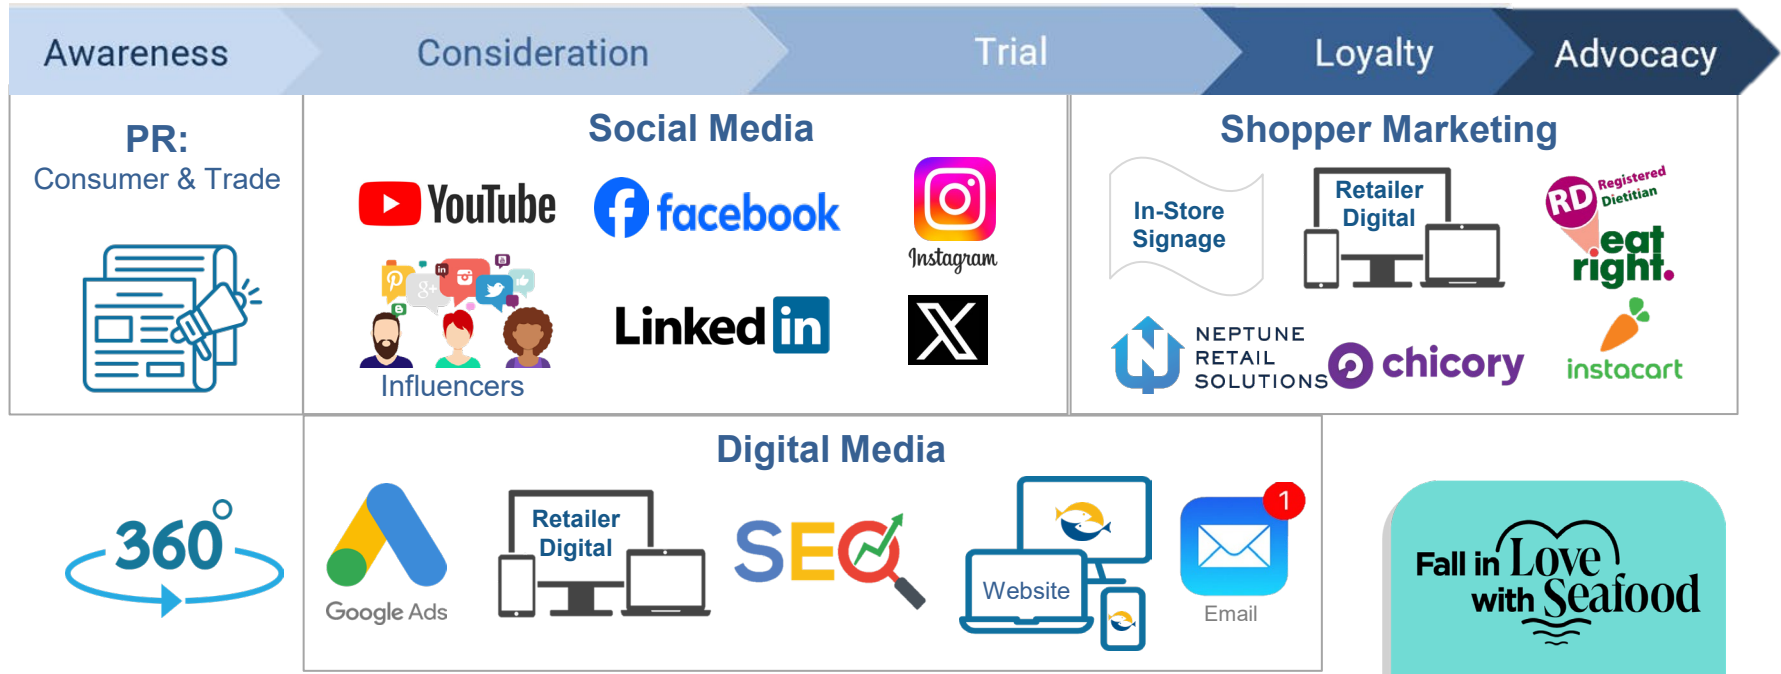 Awareness
Consideration
Trial
Loyalty
Advocacy
PR:
Consumer & Trade
Social Media
YouTube
facebook
Instagram
Influencers
Linked in
X
Shopper Marketing
In-Store
Signage
Retailer
Digital
RD Registered
Dietitian
eat
right.
NEPTUNE
RETAIL
SOLUTIONS
chicory
instacart
360°
Digital Media
Google Ads
Retailer
Digital
SEO
Website
1
Email
Fall in Love
with Seafood